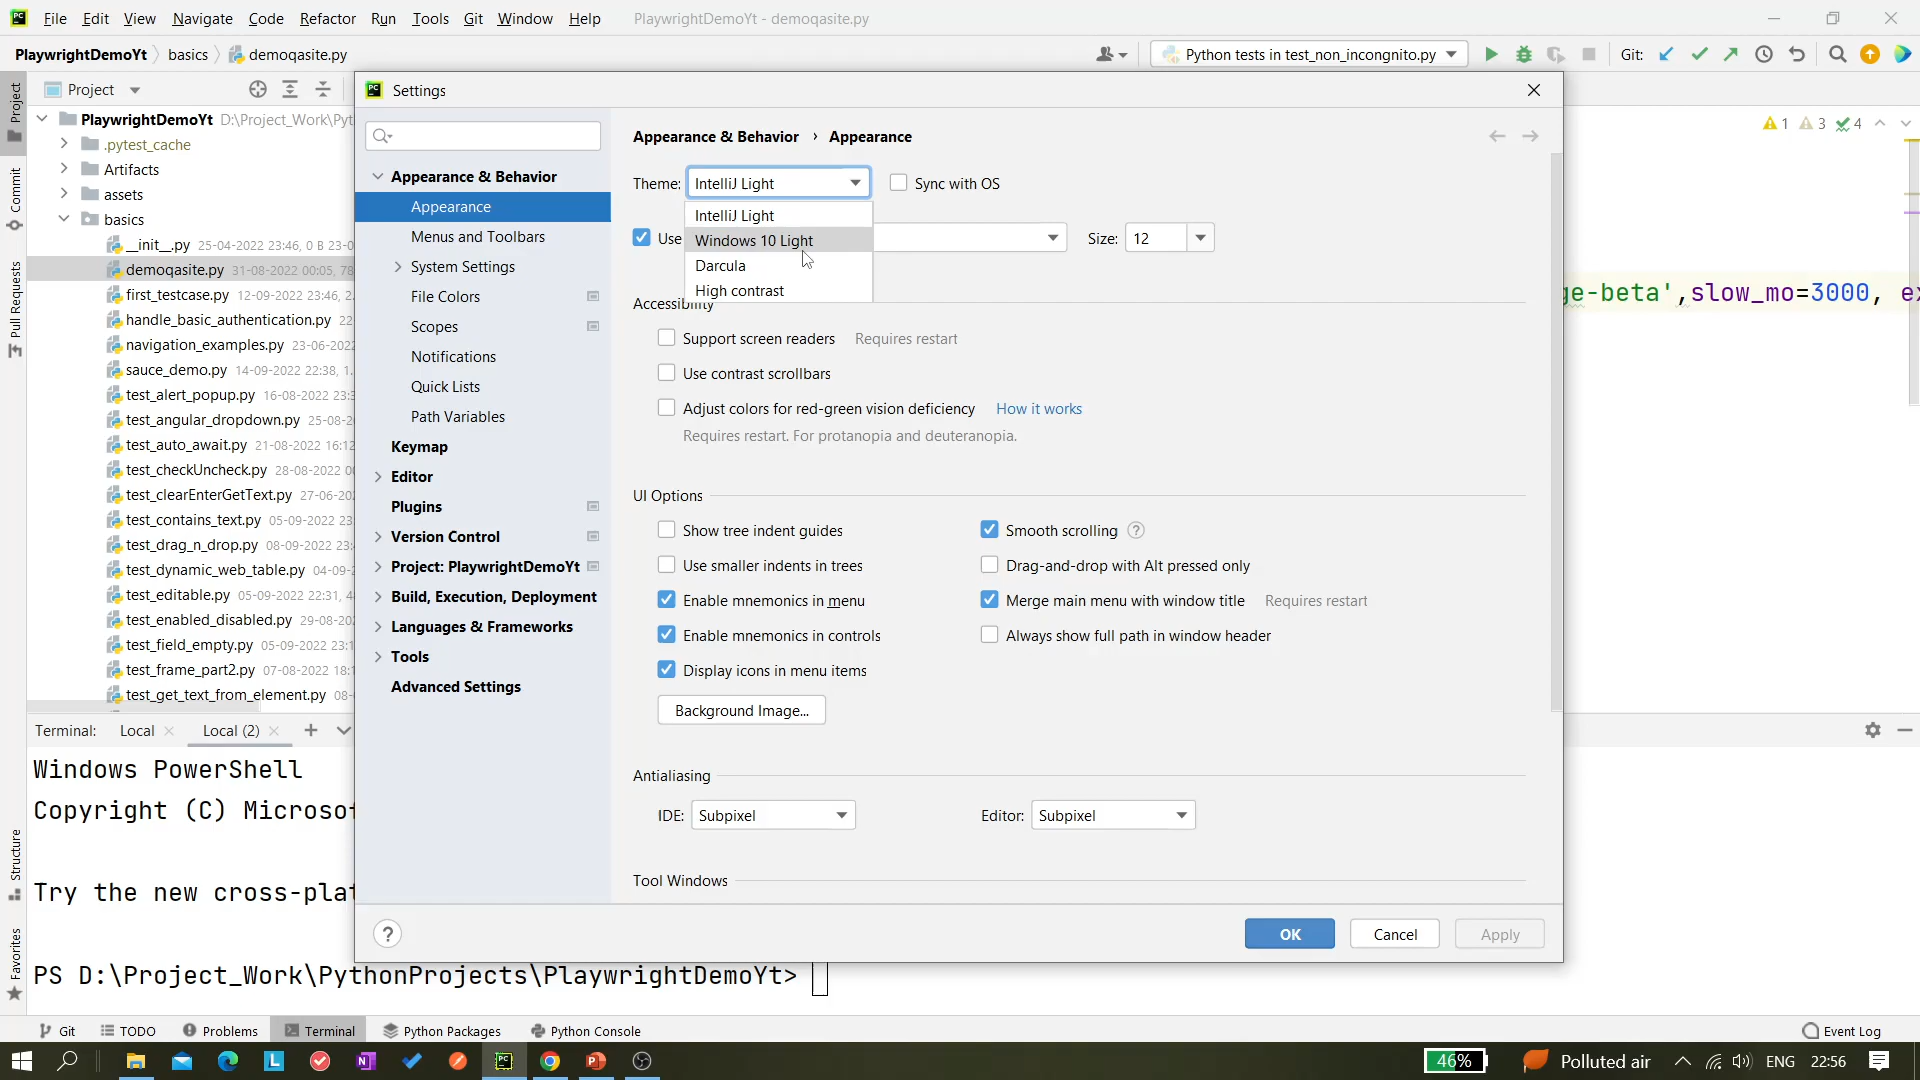 File Edit View Navigate Code Refactor Run Tools Git Window Help PlaywrightDemoYt - demoqasite.py
PlaywrightDemoYt basics demoqasite.py Python tests in test_non_incongnito.py Git:
Project
Settings
PlaywrightDemoYt D:\Project_Work\Pyt
.pytest_cache
Artifacts
assets
basics
__init__.py 25-04-2022 23:46, 0 B 23-0
demoqasite.py 31-08-2022 00:05, 78
first_testcase.py 12-09-2022 23:46, 2.
handle_basic_authentication.py 22
navigation_examples.py 23-06-202
sauce_demo.py 14-09-2022 22:38, 1.
test_alert_popup.py 16-08-2022 23:3
test_angular_dropdown.py 25-08-2
test_auto_await.py 21-08-2022 16:12
test_checkUncheck.py 28-08-2022 00
test_clearEnterGetText.py 27-06-20
test_contains_text.py 05-09-2022 23
test_drag_n_drop.py 08-09-2022 23:
test_dynamic_web_table.py 04-09-
test_editable.py 05-09-2022 22:31, 4
test_enabled_disabled.py 29-08-20
test_field_empty.py 05-09-2022 23:1
test_frame_part2.py 07-08-2022 18:
test_get_text_from_element.py 08-
Project
Commit
Pull Requests
Structure
Favorites
Appearance & Behavior
Appearance
Menus and Toolbars
System Settings
File Colors
Scopes
Notifications
Quick Lists
Path Variables
Keymap
Editor
Plugins
Version Control
Project: PlaywrightDemoYt
Build, Execution, Deployment
Languages & Frameworks
Tools
Advanced Settings
Appearance & Behavior › Appearance
Theme: IntelliJ Light Sync with OS
IntelliJ Light
Windows 10 Light
Darcula
High contrast
Use Size: 12
Accessibility
Support screen readers Requires restart
Use contrast scrollbars
Adjust colors for red-green vision deficiency How it works
Requires restart. For protanopia and deuteranopia.
UI Options
Show tree indent guides Smooth scrolling ?
Use smaller indents in trees Drag-and-drop with Alt pressed only
Enable mnemonics in menu Merge main menu with window title Requires restart
Enable mnemonics in controls Always show full path in window header
Display icons in menu items
Background Image...
Antialiasing
IDE: Subpixel Editor: Subpixel
Tool Windows
? OK Cancel Apply
1 3 4
ge-beta',slow_mo=3000, ex
Terminal: Local Local (2)
Windows PowerShell
Copyright (C) Microsof
Try the new cross-plat
PS D:\Project_Work\PythonProjects\PlaywrightDemoYt>
Git TODO Problems Terminal Python Packages Python Console Event Log
46% Polluted air ENG 22:56